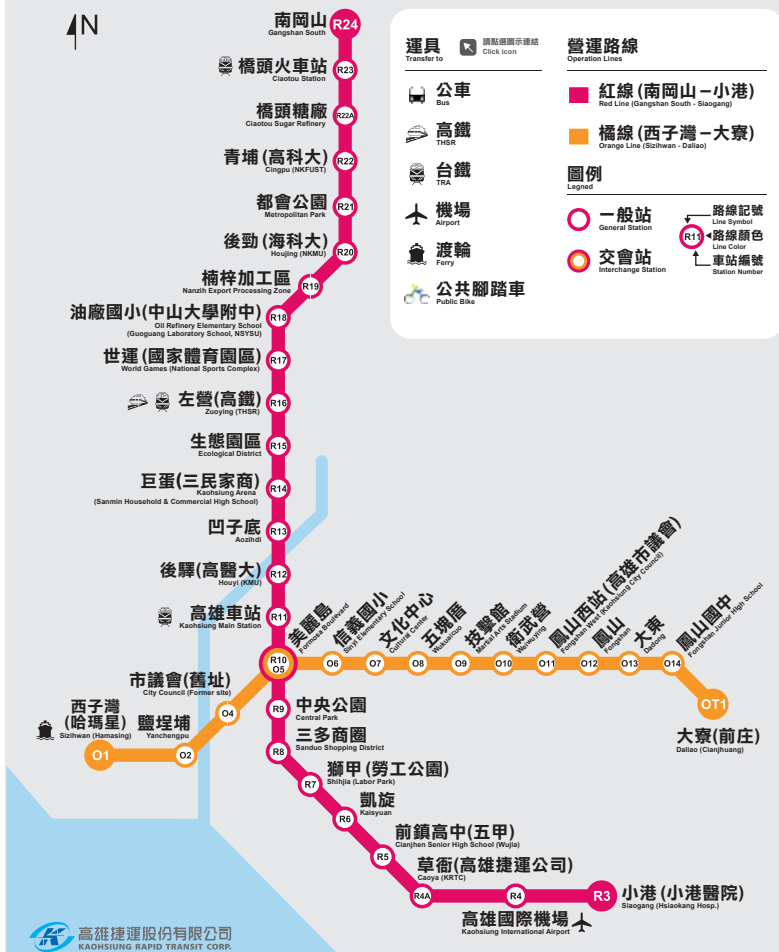 N
南岡山
Gangshan South
R24
橋頭火車站
Ciaotou Station
R23
橋頭糖廠
Ciaotou Sugar Refinery
R22A
青埔(高科大)
Cingpu (NKFUST)
R22
都會公園
Metropolitan Park
R21
後勁(海科大)
Houjing (NKMU)
R20
楠梓加工區
Nanzih Export Processing Zone
R19
油廠國小(中山大學附中)
Oil Refinery Elementary School
(Guoguang Laboratory School, NSYSU)
R18
世運(國家體育園區)
World Games (National Sports Complex)
R17
左營(高鐵)
Zuoying (THSR)
R16
生態園區
Ecological District
R15
巨蛋(三民家商)
Kaohsiung Arena
(Sanmin Household & Commercial High School)
R14
凹子底
Aozihdi
R13
後驛(高醫大)
Houyi (KMU)
R12
高雄車站
Kaohsiung Main Station
R11
美麗島
Formosa Boulevard
R10
O5
信義國小
Sinyi Elementary School
O6
文化中心
Cultural Center
O7
五塊厝
Wukuaicuo
O8
技擊館
Martial Arts Stadium
O9
衛武營
Weiwuying
O10
鳳山西站(高雄市議會)
Fongshan West (Kaohsiung City Council)
O11
鳳山
Fongshan
O12
大東
Dadong
O13
鳳山國中
Fongshan Junior High School
O14
OT1
大寮(前庄)
Daliao (Cianjhuang)
市議會(舊址)
City Council (Former site)
O4
鹽埕埔
Yanchengpu
O2
西子灣
(哈瑪星)
Sizihwan (Hamasing)
O1
R9
中央公園
Central Park
R8
三多商圈
Sanduo Shopping District
R7
獅甲(勞工公園)
Shihjia (Labor Park)
R6
凱旋
Kaisyuan
R5
前鎮高中(五甲)
Cianjhen Senior High School (Wujia)
R4A
草衙(高雄捷運公司)
Caoya (KRTC)
R4
高雄國際機場
Kaohsiung International Airport
R3
小港(小港醫院)
Siaogang (Hsiaokang Hosp.)
運具
Transfer to
請點選圖示連結
Click icon
公車
Bus
高鐵
THSR
台鐵
TRA
機場
Airport
渡輪
Ferry
公共腳踏車
Public Bike
營運路線
Operation Lines
紅線(南岡山－小港)
Red Line (Gangshan South - Siaogang)
橘線(西子灣－大寮)
Orange Line (Sizihwan - Daliao)
圖例
Legned
一般站
General Station
交會站
Interchange Station
R11
路線記號
Line Symbol
路線顏色
Line Color
車站編號
Station Number
高雄捷運股份有限公司
KAOHSIUNG RAPID TRANSIT CORP.